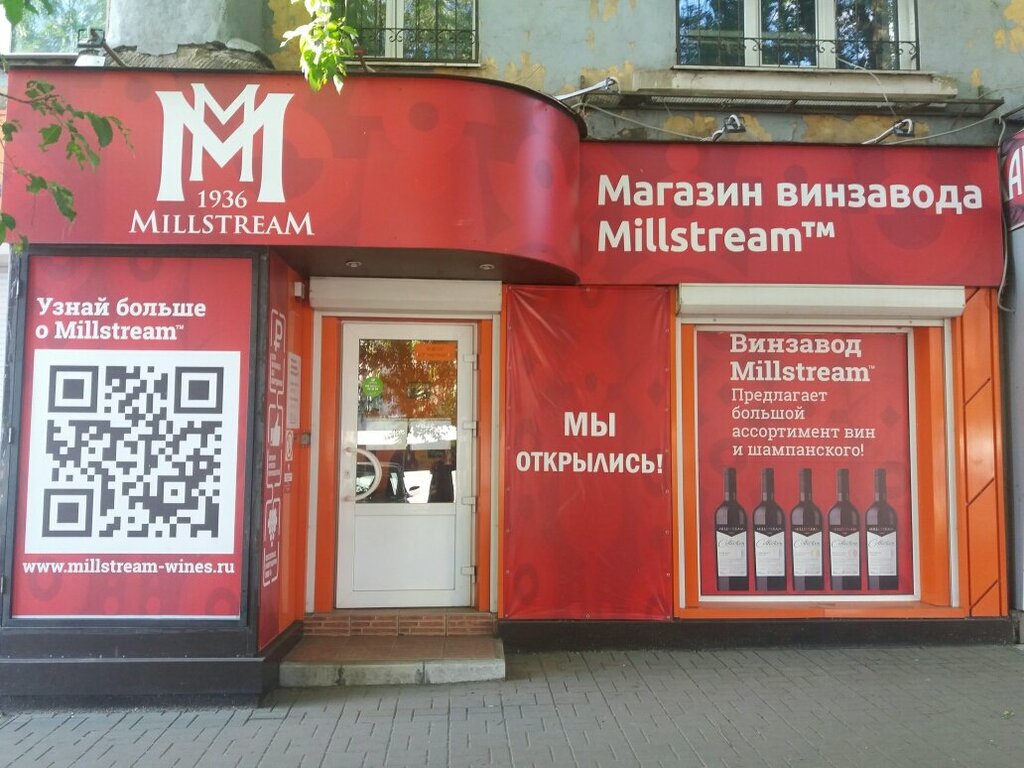 1936
MILLSTREAM
Магазин винзавода
Millstream™
Узнай больше
о Millstream™
www.millstream-wines.ru
МЫ
ОТКРЫЛИСЬ!
Винзавод
Millstream™
Предлагает
большой
ассортимент вин
и шампанского!